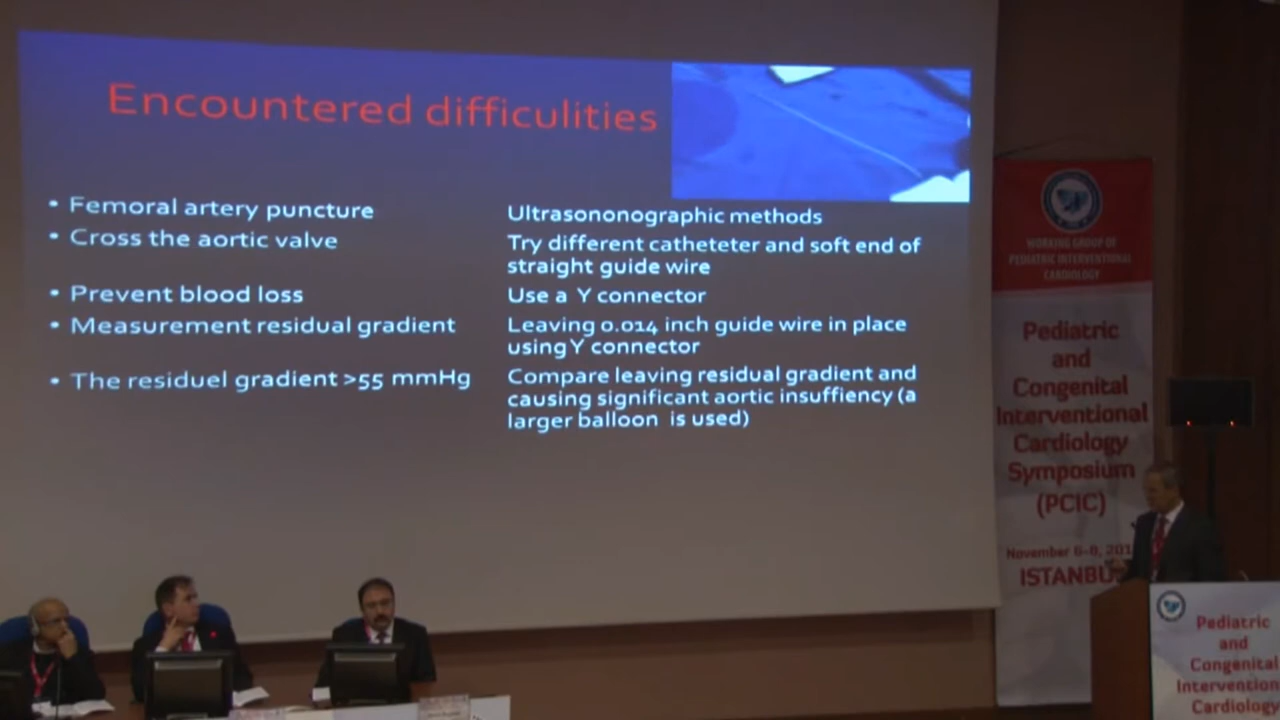 Encountered difficulities
• Femoral artery puncture
Ultrasononographic methods
• Cross the aortic valve
Try different catheteter and soft end of
straight guide wire
• Prevent blood loss
Use a Y connector
• Measurement residual gradient
Leaving 0.014 inch guide wire in place
using Y connector
• The residuel gradient >55 mmHg
Compare leaving residual gradient and
causing significant aortic insuffiency (a
larger balloon is used)
WORKING GROUP OF
PEDIATRIC INTERVENTIONAL
CARDIOLOGY
Pediatric
and
Congenital
Interventional
Cardiology
Symposium
(PCIC)
November 6-8, 201
ISTANBU
Pediatric
and
Congenital
Intervention
Cardiology